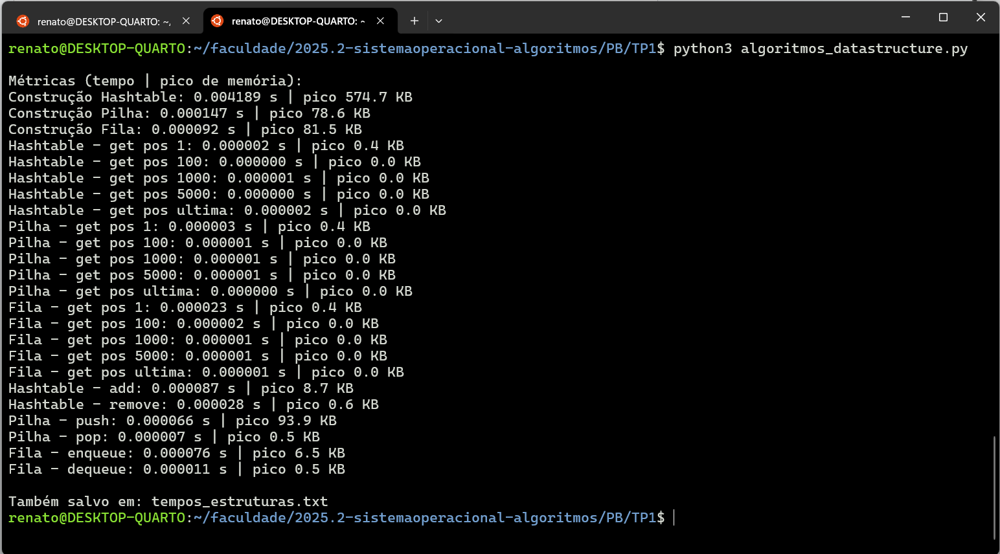 renato@DESKTOP-QUARTO: ~,
renato@DESKTOP-QUARTO: ~
renato@DESKTOP-QUARTO:~/faculdade/2025.2-sistemaoperacional-algoritmos/PB/TP1$ python3 algoritmos_datastructure.py
Métricas (tempo | pico de memória):
Construção Hashtable: 0.004189 s | pico 574.7 KB
Construção Pilha: 0.000147 s | pico 78.6 KB
Construção Fila: 0.000092 s | pico 81.5 KB
Hashtable - get pos 1: 0.000002 s | pico 0.4 KB
Hashtable - get pos 100: 0.000000 s | pico 0.0 KB
Hashtable - get pos 1000: 0.000001 s | pico 0.0 KB
Hashtable - get pos 5000: 0.000000 s | pico 0.0 KB
Hashtable - get pos ultima: 0.000002 s | pico 0.0 KB
Pilha - get pos 1: 0.000003 s | pico 0.4 KB
Pilha - get pos 100: 0.000001 s | pico 0.0 KB
Pilha - get pos 1000: 0.000001 s | pico 0.0 KB
Pilha - get pos 5000: 0.000001 s | pico 0.0 KB
Pilha - get pos ultima: 0.000000 s | pico 0.0 KB
Fila - get pos 1: 0.000023 s | pico 0.4 KB
Fila - get pos 100: 0.000002 s | pico 0.0 KB
Fila - get pos 1000: 0.000001 s | pico 0.0 KB
Fila - get pos 5000: 0.000001 s | pico 0.0 KB
Fila - get pos ultima: 0.000001 s | pico 0.0 KB
Hashtable - add: 0.000087 s | pico 8.7 KB
Hashtable - remove: 0.000028 s | pico 0.6 KB
Pilha - push: 0.000066 s | pico 93.9 KB
Pilha - pop: 0.000007 s | pico 0.5 KB
Fila - enqueue: 0.000076 s | pico 6.5 KB
Fila - dequeue: 0.000011 s | pico 0.5 KB
Também salvo em: tempos_estruturas.txt
renato@DESKTOP-QUARTO:~/faculdade/2025.2-sistemaoperacional-algoritmos/PB/TP1$